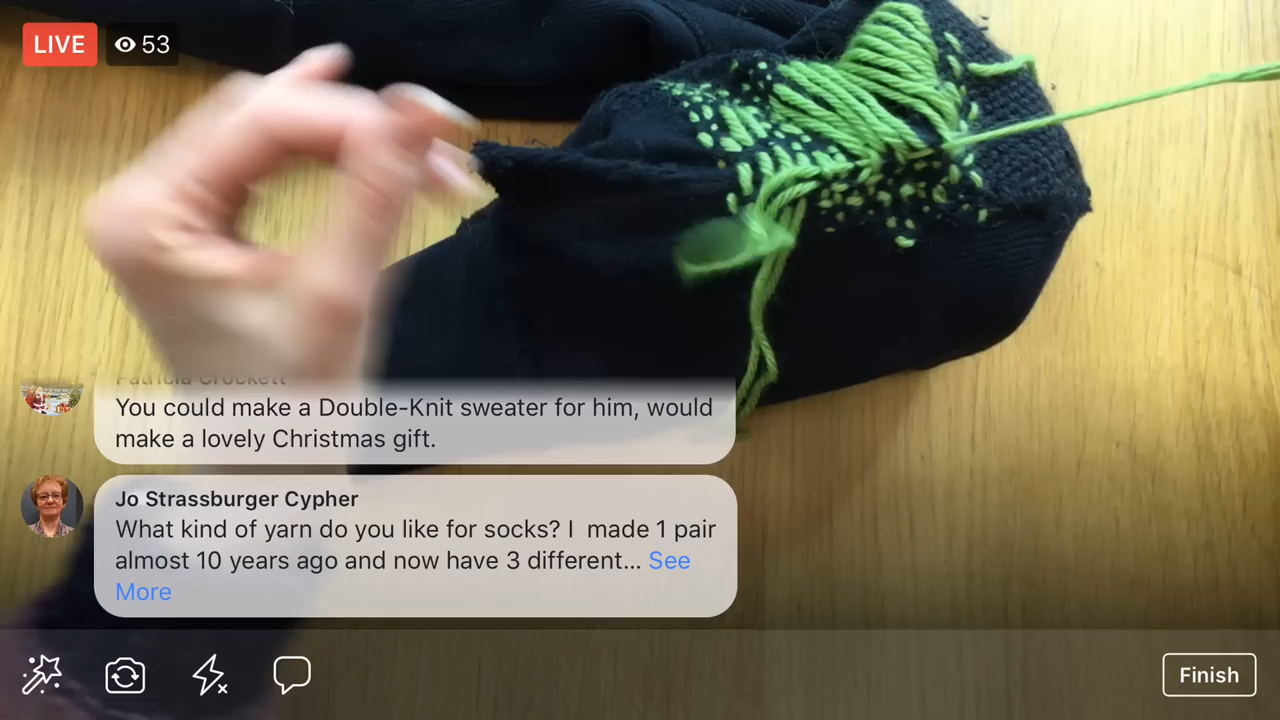 LIVE
53
Patricia Crockett
You could make a Double-Knit sweater for him, would
make a lovely Christmas gift.
Jo Strassburger Cypher
What kind of yarn do you like for socks? I made 1 pair
almost 10 years ago and now have 3 different... See
More
Finish